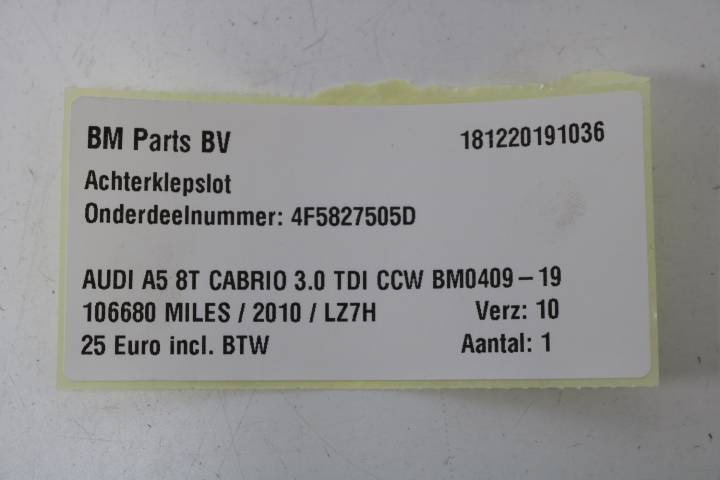 BM Parts BV 181220191036
Achterklepslot
Onderdeelnummer: 4F5827505D
AUDI A5 8T CABRIO 3.0 TDI CCW BM0409-19
106680 MILES / 2010 / LZ7H Verz: 10
25 Euro incl. BTW Aantal: 1